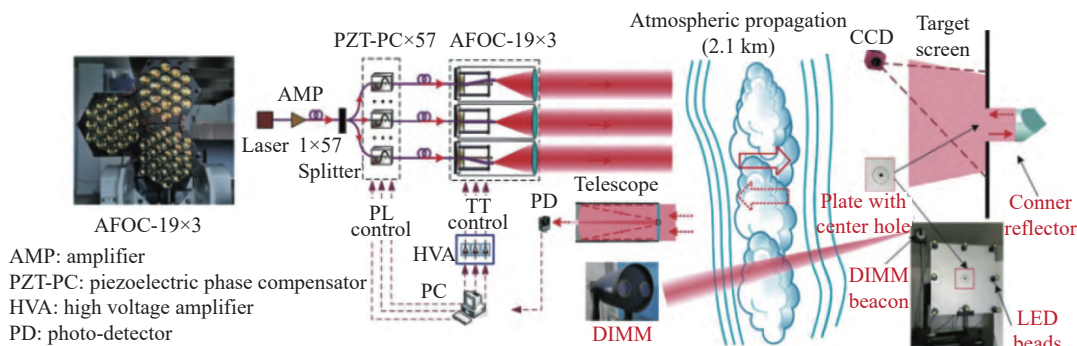 Atmospheric propagation
(2.1 km)
CCD
Target
screen
PZT-PC×57
AFOC-19×3
AMP
Laser
1×57
Splitter
PL
control
TT
control
HVA
PC
PD
Telescope
DIMM
Plate with
center hole
Conner
reflector
DIMM
beacon
LED
beads
AFOC-19×3
AMP: amplifier
PZT-PC: piezoelectric phase compensator
HVA: high voltage amplifier
PD: photo-detector